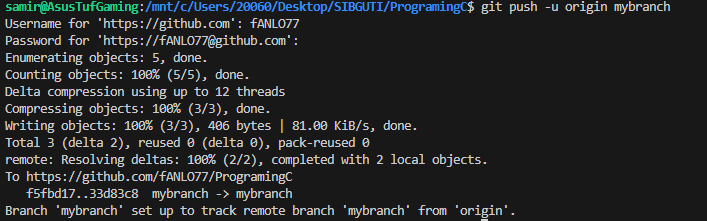 samir@AsusTufGaming:/mnt/c/Users/20060/Desktop/SIBGUTI/ProgramingC$ git push -u origin mybranch
Username for 'https://github.com': fANLO77
Password for 'https://fANLO77@github.com':
Enumerating objects: 5, done.
Counting objects: 100% (5/5), done.
Delta compression using up to 12 threads
Compressing objects: 100% (3/3), done.
Writing objects: 100% (3/3), 406 bytes | 81.00 KiB/s, done.
Total 3 (delta 2), reused 0 (delta 0), pack-reused 0
remote: Resolving deltas: 100% (2/2), completed with 2 local objects.
To https://github.com/fANLO77/ProgramingC
   f5fbd17..33d83c8  mybranch -> mybranch
Branch 'mybranch' set up to track remote branch 'mybranch' from 'origin'.